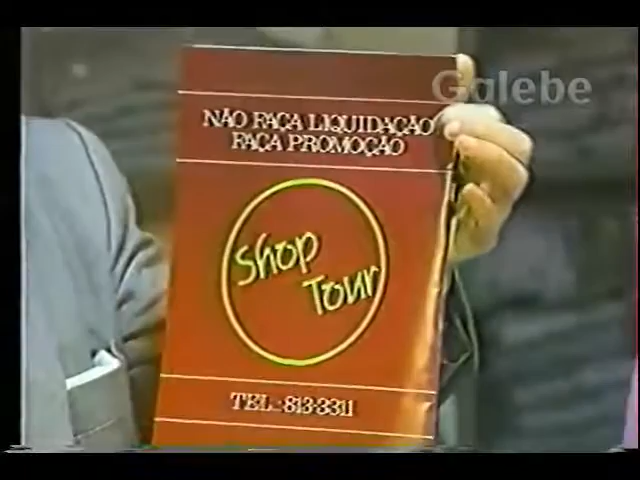 Galebe
NÃO FAÇA LIQUIDAÇÃO
FAÇA PROMOÇÃO
Shop
Tour
TEL.: 813-3311